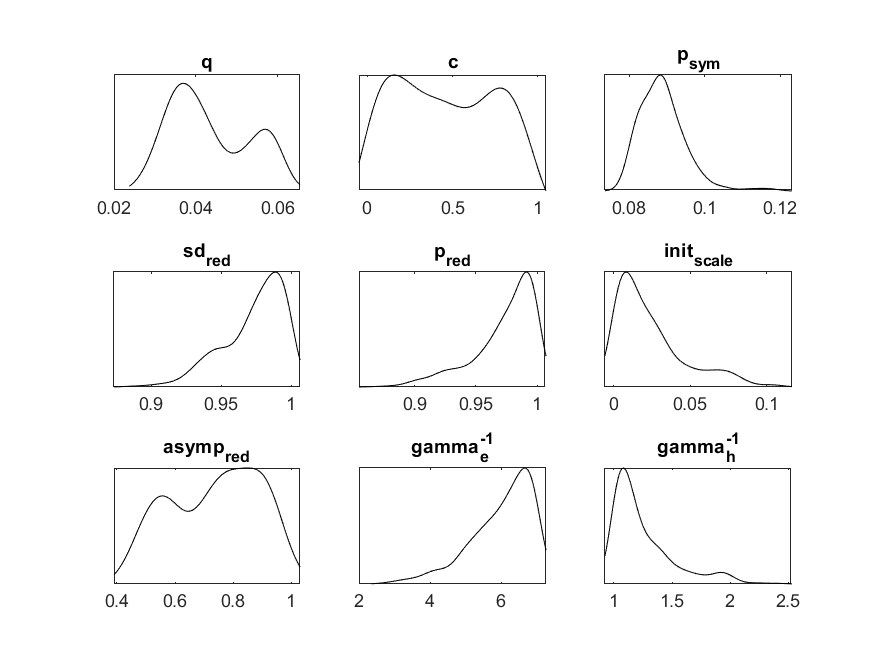 q c p_sym
0.02 0.04 0.06 0 0.5 1 0.08 0.1 0.12
sd_red p_red init_scale
0.9 0.95 1 0.9 0.95 1 0 0.05 0.1
asymp_red gamma_e^-1 gamma_h^-1
0.4 0.6 0.8 1 2 4 6 1 1.5 2 2.5